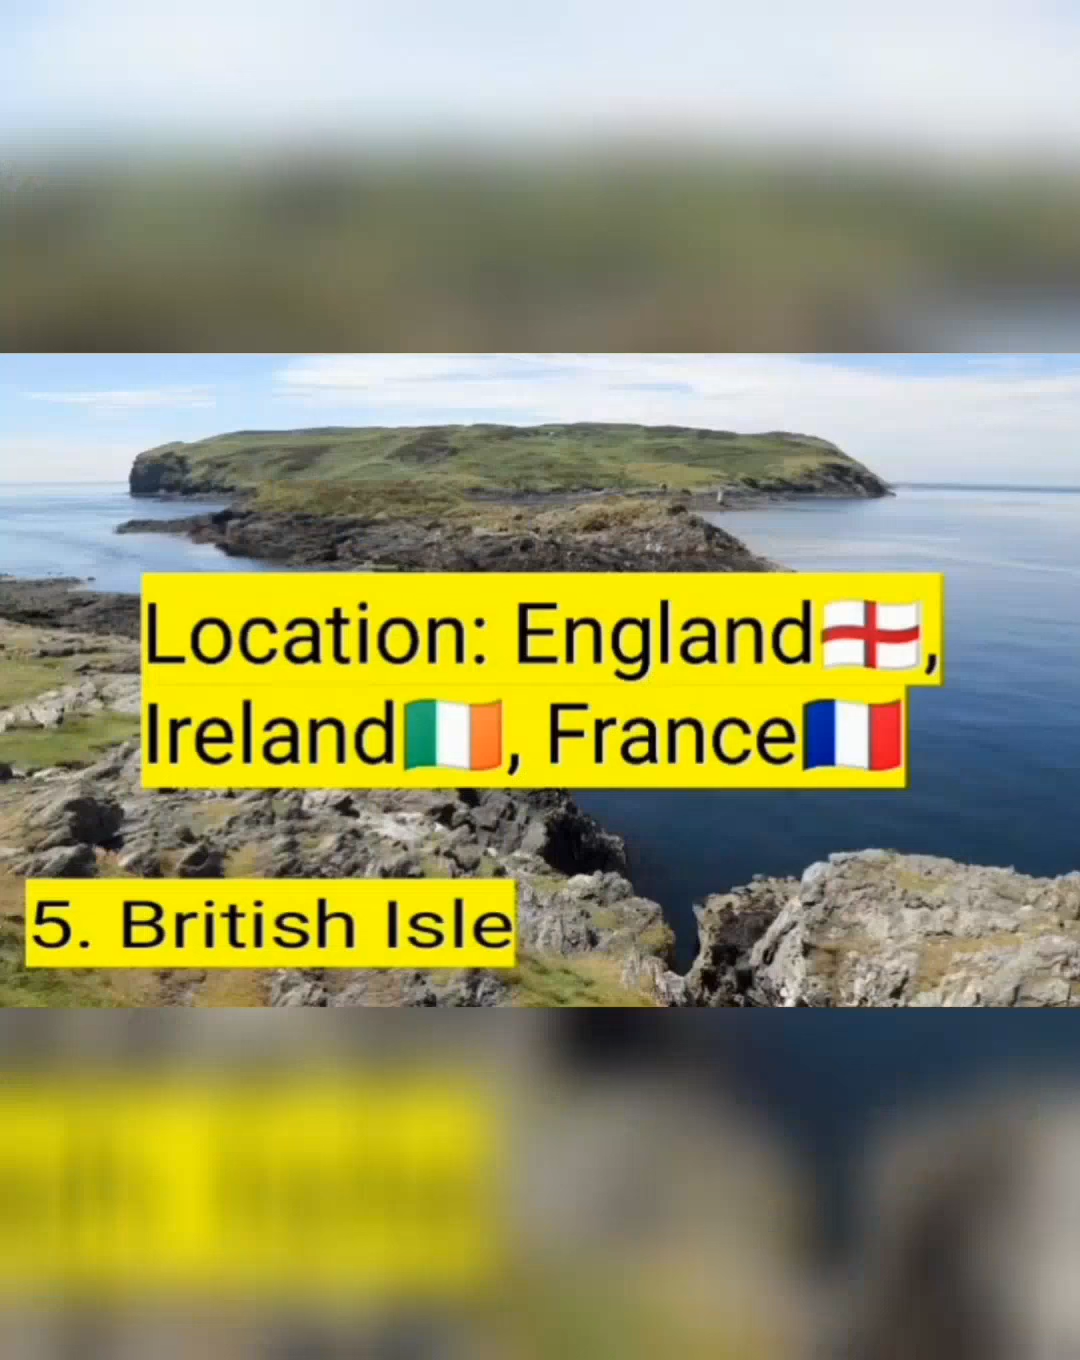 Location: England🏴󠁧󠁢󠁥󠁮󠁧󠁿,
Ireland🇮🇪, France🇫🇷
5. British Isle